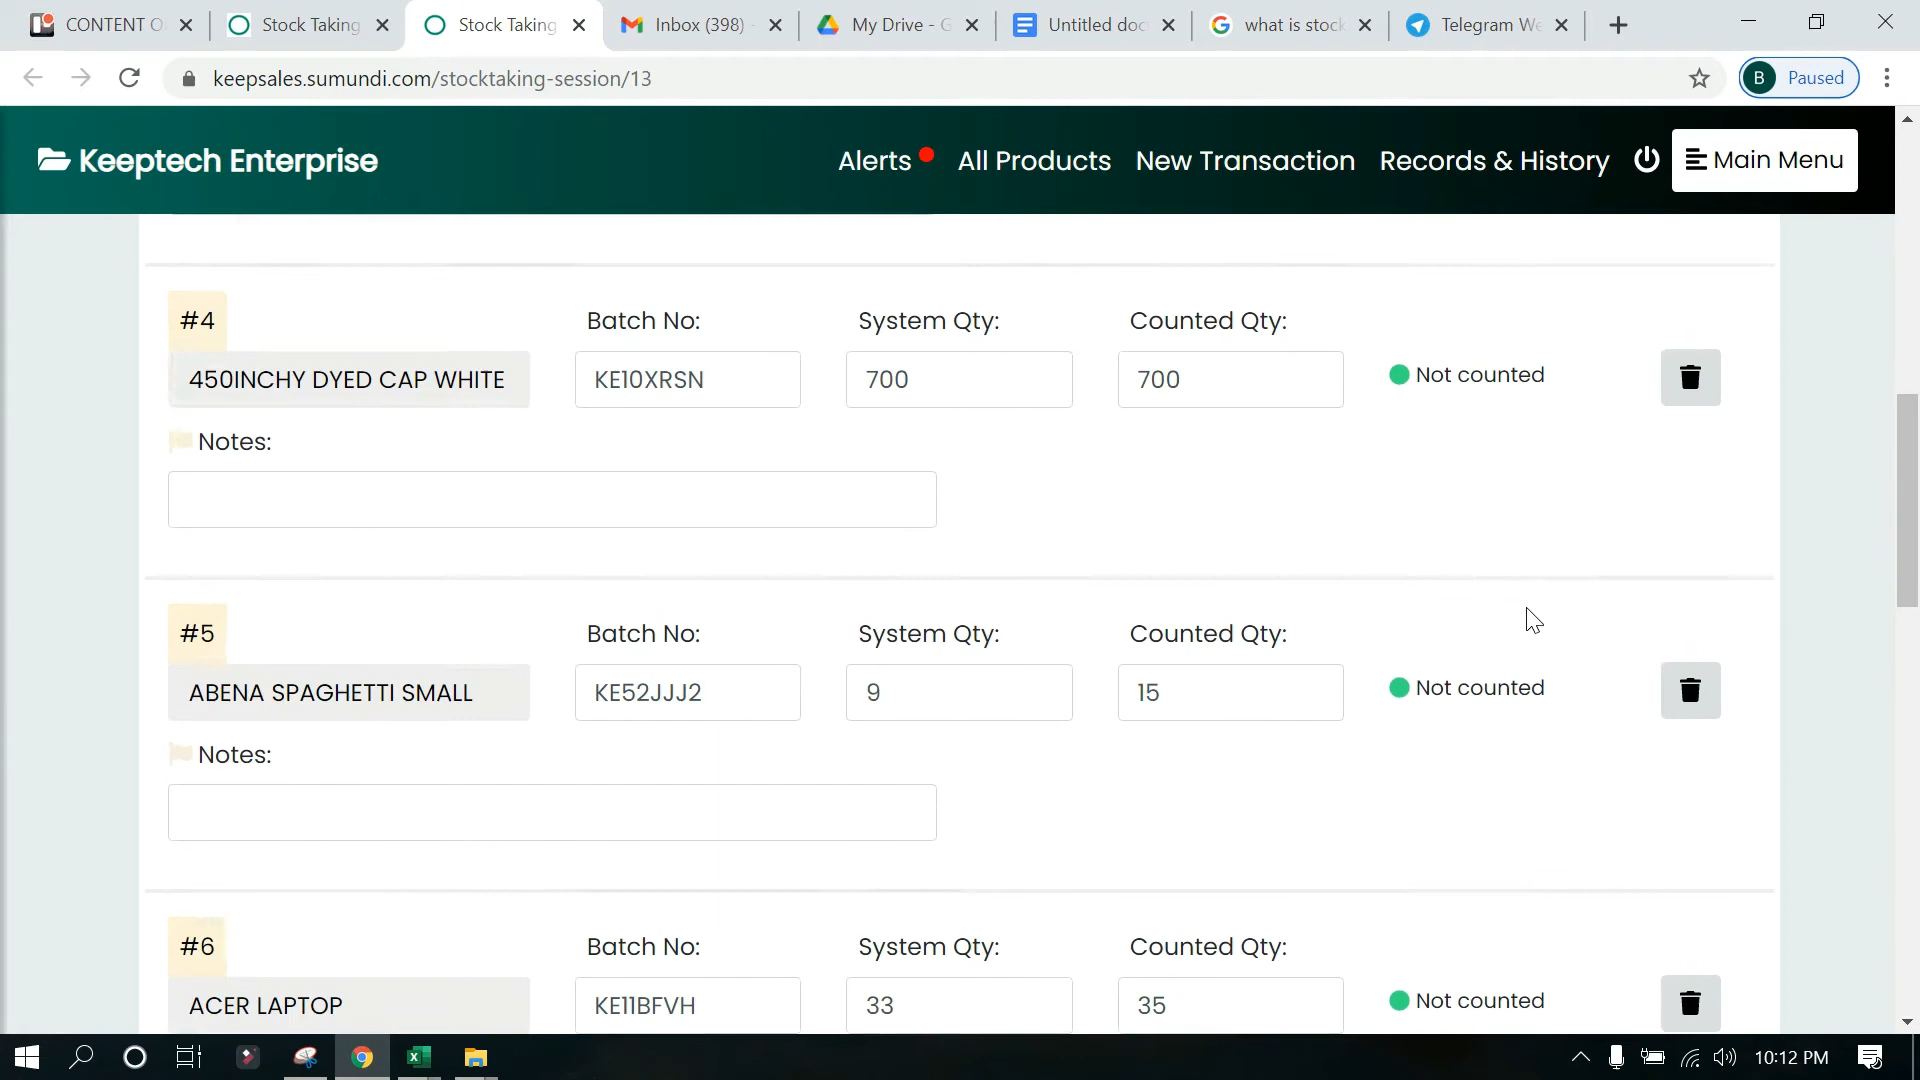 CONTENT O
Stock Taking
Stock Taking
Inbox (398)
My Drive - G
Untitled doc
what is stock
Telegram We
keepsales.sumundi.com/stocktaking-session/13
B Paused
Keeptech Enterprise
Alerts
All Products
New Transaction
Records & History
Main Menu
#4
Batch No:
System Qty:
Counted Qty:
450INCHY DYED CAP WHITE
KE10XRSN
700
700
Not counted
Notes:
#5
Batch No:
System Qty:
Counted Qty:
ABENA SPAGHETTI SMALL
KE52JJJ2
9
15
Not counted
Notes:
#6
Batch No:
System Qty:
Counted Qty:
ACER LAPTOP
KE11BFVH
33
35
Not counted
10:12 PM